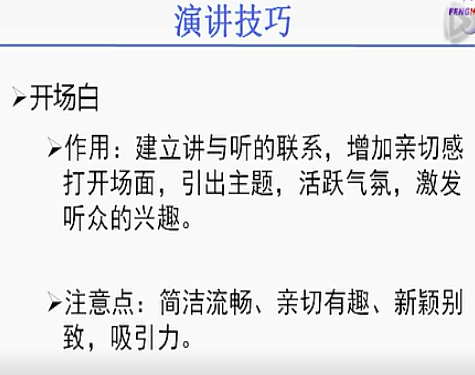 演讲技巧
➢开场白
➢作用：建立讲与听的联系，增加亲切感
打开场面，引出主题，活跃气氛，激发
听众的兴趣。
➢注意点：简洁流畅、亲切有趣、新颖别
致，吸引力。